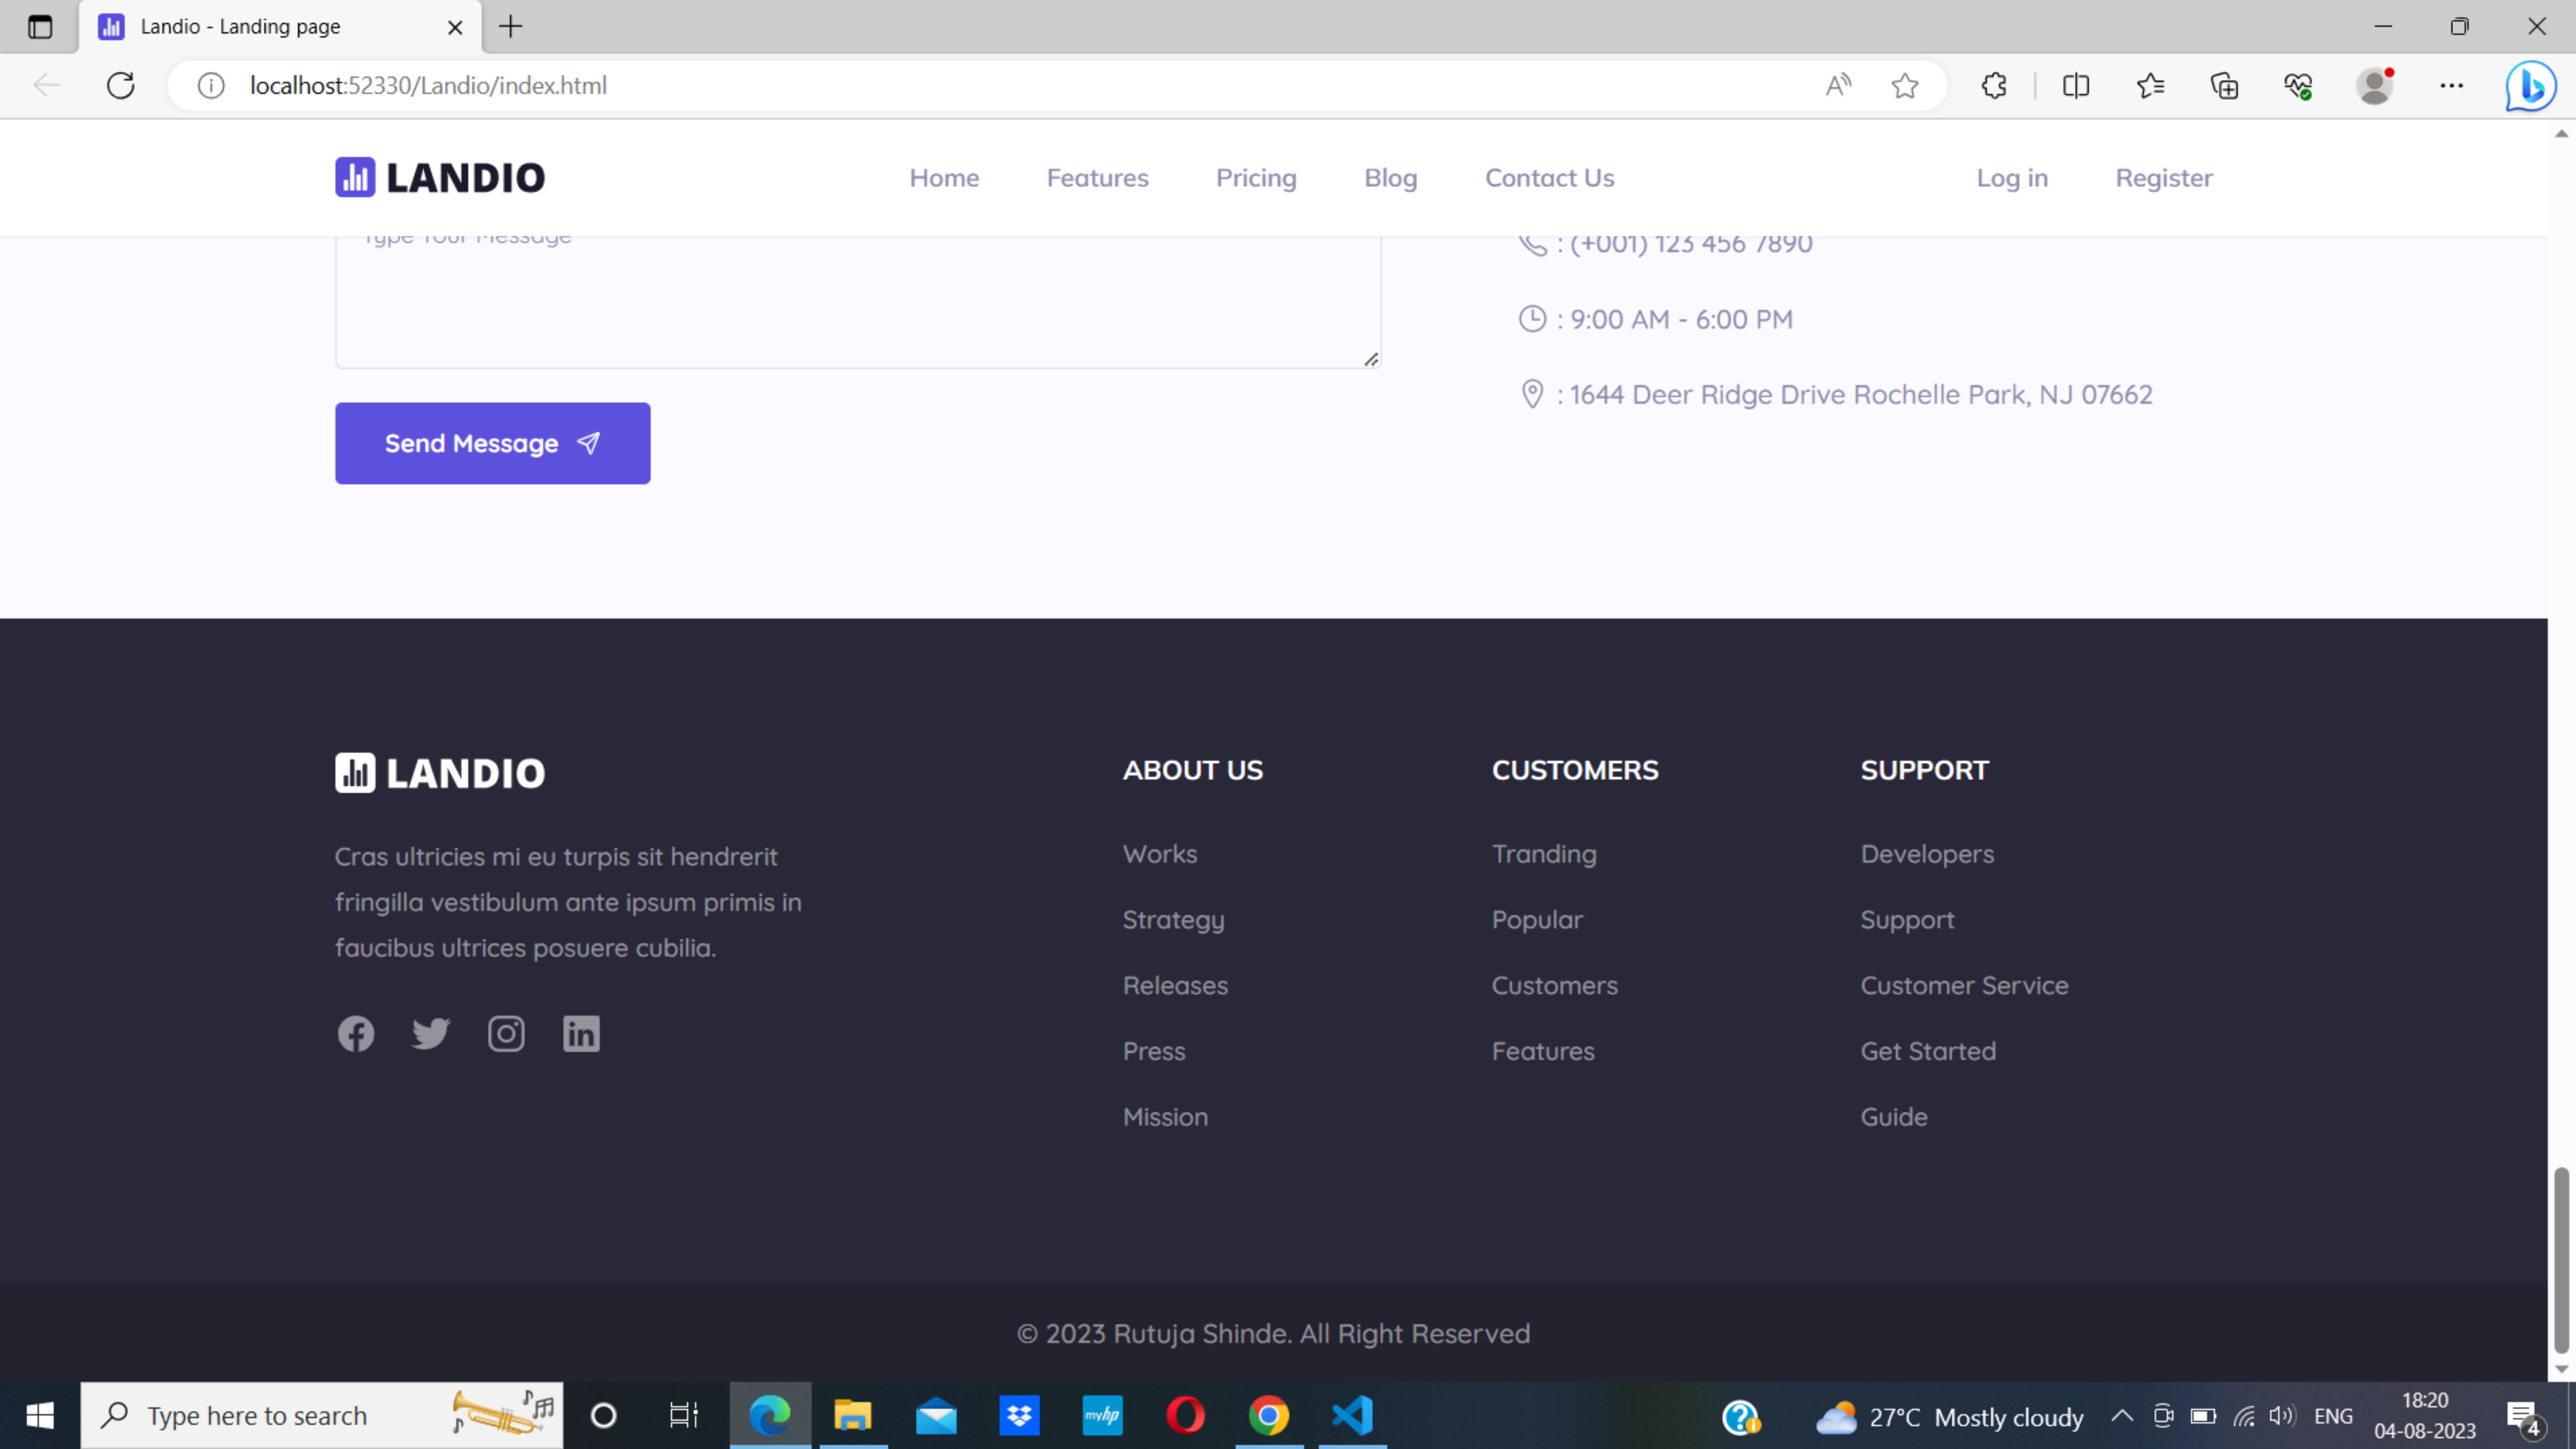 Landio - Landing page
localhost:52330/Landio/index.html
LANDIO
Home Features Pricing Blog Contact Us Log in Register
Type Your Message
: (+001) 123 456 7890
: 9:00 AM - 6:00 PM
: 1644 Deer Ridge Drive Rochelle Park, NJ 07662
Send Message
LANDIO
Cras ultricies mi eu turpis sit hendrerit
fringilla vestibulum ante ipsum primis in
faucibus ultrices posuere cubilia.
ABOUT US
Works
Strategy
Releases
Press
Mission
CUSTOMERS
Tranding
Popular
Customers
Features
SUPPORT
Developers
Support
Customer Service
Get Started
Guide
© 2023 Rutuja Shinde. All Right Reserved
Type here to search
myhp
27°C Mostly cloudy
ENG
18:20
04-08-2023
4